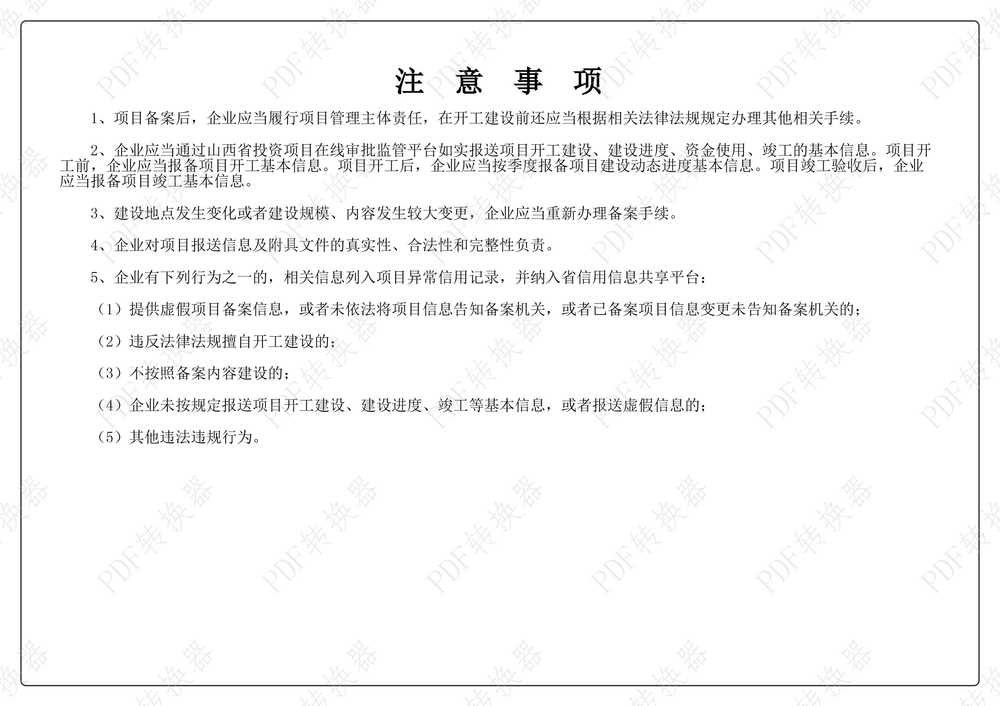 注 意 事 项
1、项目备案后，企业应当履行项目管理主体责任，在开工建设前还应当根据相关法律法规规定办理其他相关手续。
2、企业应当通过山西省投资项目在线审批监管平台如实报送项目开工建设、建设进度、资金使用、竣工的基本信息。项目开
工前，企业应当报备项目开工基本信息。项目开工后，企业应当按季度报备项目建设动态进度基本信息。项目竣工验收后，企业
应当报备项目竣工基本信息。
3、建设地点发生变化或者建设规模、内容发生较大变更，企业应当重新办理备案手续。
4、企业对项目报送信息及附具文件的真实性、合法性和完整性负责。
5、企业有下列行为之一的，相关信息列入项目异常信用记录，并纳入省信用信息共享平台：
（1）提供虚假项目备案信息，或者未依法将项目信息告知备案机关，或者已备案项目信息变更未告知备案机关的；
（2）违反法律法规擅自开工建设的；
（3）不按照备案内容建设的；
（4）企业未按规定报送项目开工建设、建设进度、竣工等基本信息，或者报送虚假信息的；
（5）其他违法违规行为。
PDF转换器